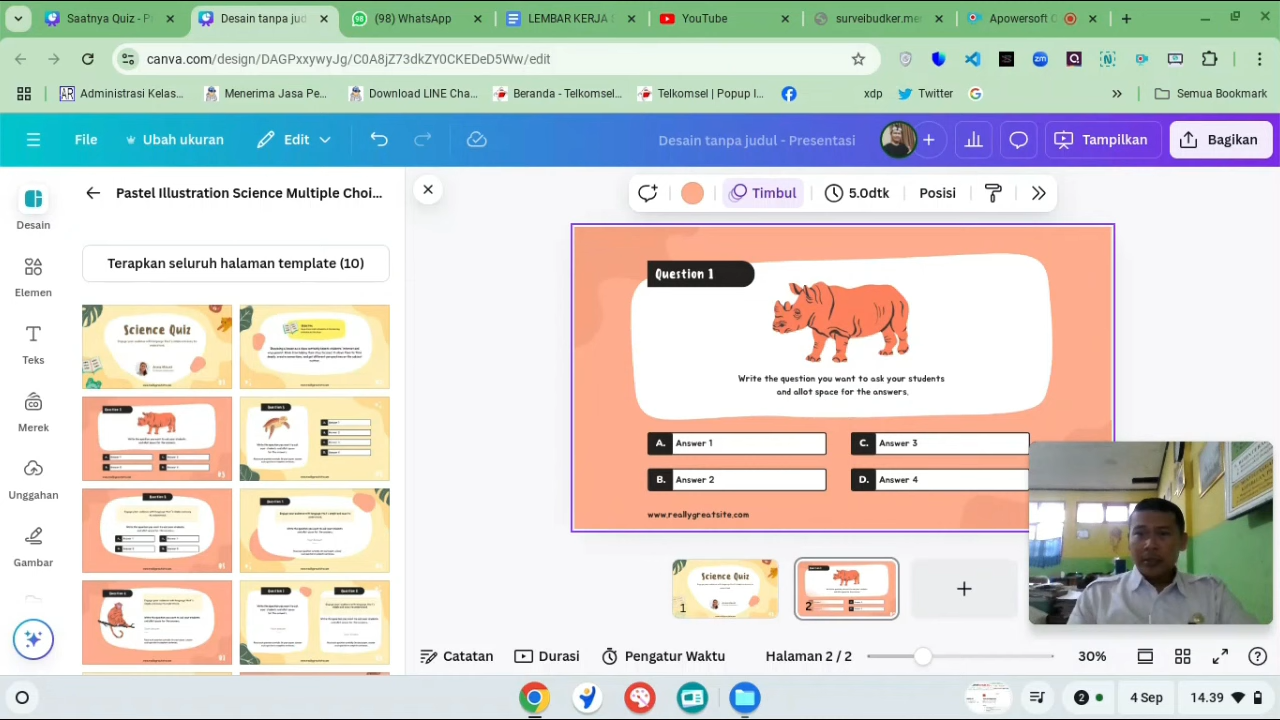 Saatnya Quiz - P
Desain tanpa jud
(98) WhatsApp
LEMBAR KERJA S
YouTube
surveibudkerme
Apowersoft
canva.com/design/DAGPxxywyJg/C0A8jZ73dkZY0CKEDeD5Ww/edit
Administrasi Kelas...
Menerima Jasa Pe...
Download LINE Cha...
Beranda - Telkomsel...
Telkomsel | Popup I...
xdp
Twitter
Semua Bookmark
File
Ubah ukuran
Edit
Desain tanpa judul - Presentasi
Tampilkan
Bagikan
Desain
Elemen
Teks
Merek
Unggahan
Gambar
Pastel Illustration Science Multiple Choi...
Terapkan seluruh halaman template (10)
Science Quiz
Timbul
5.0dtk
Posisi
Question 1
Write the question you want to ask your students
and allot space for the answers.
A. Answer 1
C. Answer 3
B. Answer 2
D. Answer 4
www.reallygreatsite.com
Science Quiz
1
2
Catatan
Durasi
Pengatur Waktu
Halaman 2 / 2
30%
2
4 Sep
14.39